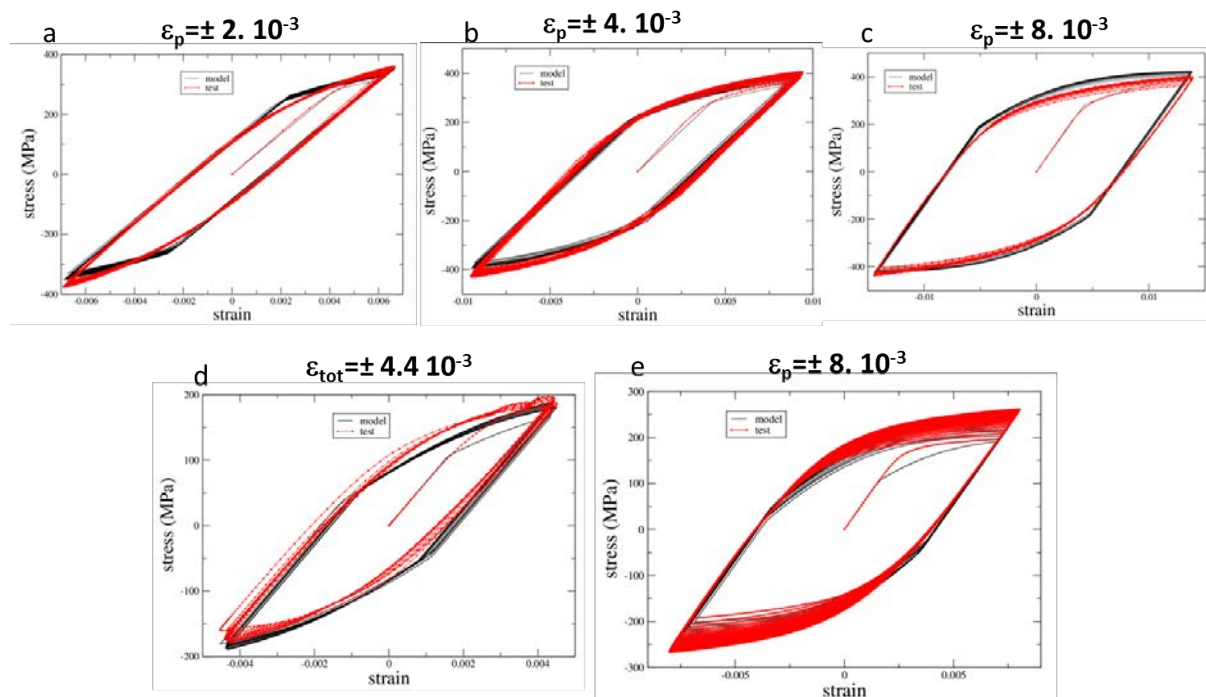 a
εp=± 2. 10-3
b
εp=± 4. 10-3
c
εp=± 8. 10-3
400
200
0
-200
-400
stress (MPa)
model
test
-0.006
-0.004
-0.002
0
0.002
0.004
0.006
strain
400
200
0
-200
-400
stress (MPa)
model
test
-0.01
-0.005
0
0.005
0.01
strain
400
200
0
-200
-400
stress (MPa)
model
test
-0.01
0
0.01
strain
d
εtot=± 4.4 10-3
e
εp=± 8. 10-3
200
100
0
-100
-200
stress (MPa)
model
test
-0.004
-0.002
0
0.002
0.004
strain
300
200
100
0
-100
-200
-300
stress (MPa)
model
test
-0.005
0
0.005
strain